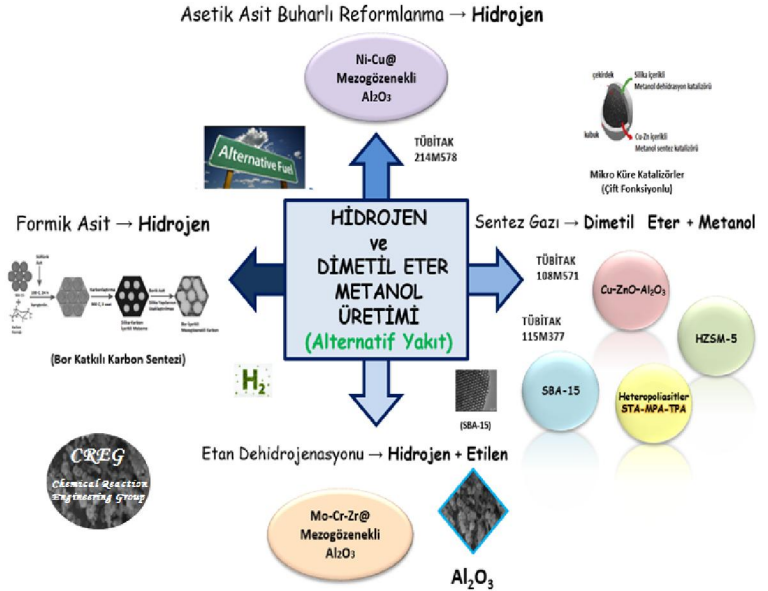 Asetik Asit Buharlı Reformlanma → Hidrojen
Ni-Cu@
Mezogözenekli
Al2O3
TÜBİTAK
214M578
Alternative Fuel
çekirdek
Silika içerikli
Metanol dehidrasyon katalizörü
kabuk
Cu-Zn içerikli
Metanol sentez katalizörü
Mikro Küre Katalizörler
(Çift Fonksiyonlu)
Formik Asit → Hidrojen
(Bor Katkılı Karbon Sentezi)
HİDROJEN
ve
DİMETİL ETER
METANOL
ÜRETİMİ
(Alternatif Yakıt)
Sentez Gazı → Dimetil Eter + Metanol
TÜBİTAK
108M571
Cu-ZnO-Al2O3
TÜBİTAK
115M377
HZSM-5
SBA-15
Heteropoliasitler
STA-MPA-TPA
(SBA-15)
H2
CREG
Chemical Reaction
Engineering Group
Etan Dehidrojenasyonu → Hidrojen + Etilen
Mo-Cr-Zr@
Mezogözenekli
Al2O3
Al2O3